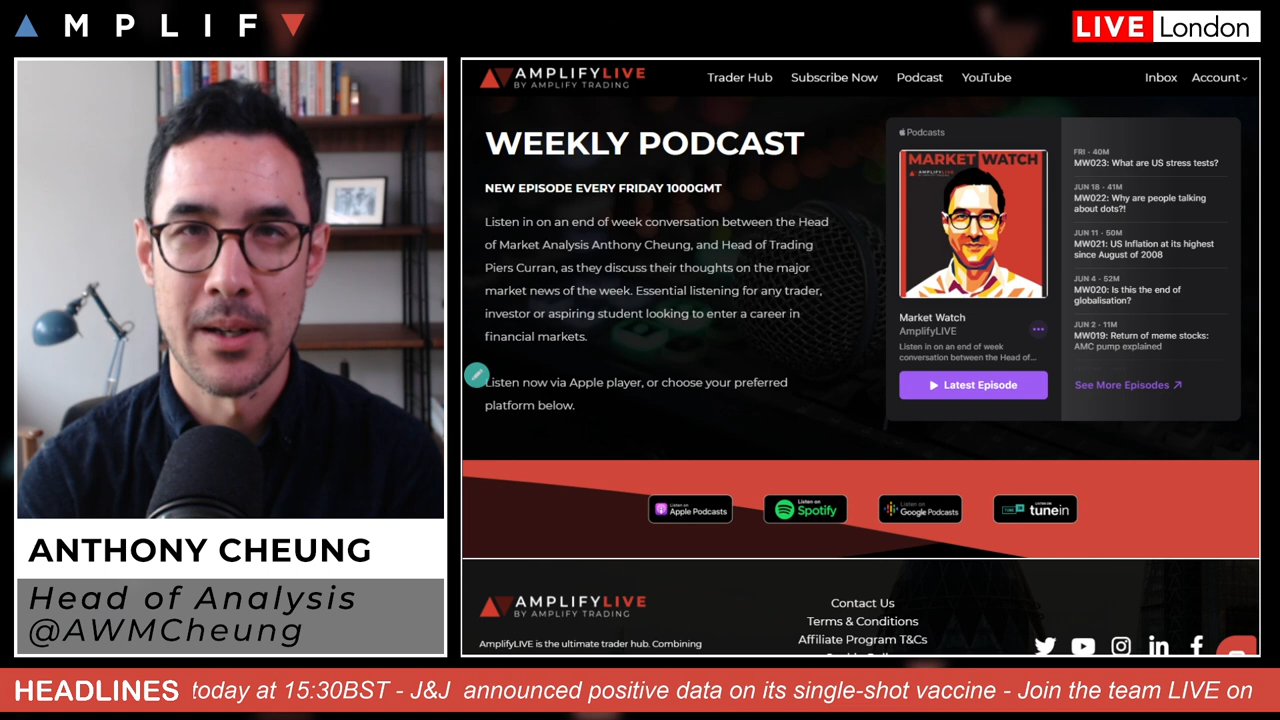 AMPLIFY
LIVE London
AMPLIFYLIVE
BY AMPLIFY TRADING
Trader Hub Subscribe Now Podcast YouTube Inbox Account
WEEKLY PODCAST
NEW EPISODE EVERY FRIDAY 1000GMT
Listen in on an end of week conversation between the Head
of Market Analysis Anthony Cheung, and Head of Trading
Piers Curran, as they discuss their thoughts on the major
market news of the week. Essential listening for any trader,
investor or aspiring student looking to enter a career in
financial markets.
Listen now via Apple player, or choose your preferred
platform below.
Podcasts
MARKET WATCH
AMPLIFYLIVE
Market Watch
AmplifyLIVE
Listen in on an end of week
conversation between the Head of...
Latest Episode
FRI - 40M
MW023: What are US stress tests?
JUN 18 - 41M
MW022: Why are people talking
about dots?!
JUN 11 - 50M
MW021: US Inflation at its highest
since August of 2008
JUN 4 - 52M
MW020: Is this the end of
globalisation?
JUN 2 - 11M
MW019: Return of meme stocks:
AMC pump explained
See More Episodes
Listen on
Apple Podcasts
Listen on
Spotify
Listen on
Google Podcasts
LISTEN ON
tunein
AMPLIFYLIVE
BY AMPLIFY TRADING
AmplifyLIVE is the ultimate trader hub. Combining
Contact Us
Terms & Conditions
Affiliate Program T&Cs
ANTHONY CHEUNG
Head of Analysis
@AWMCheung
HEADLINES today at 15:30BST - J&J announced positive data on its single-shot vaccine - Join the team LIVE on